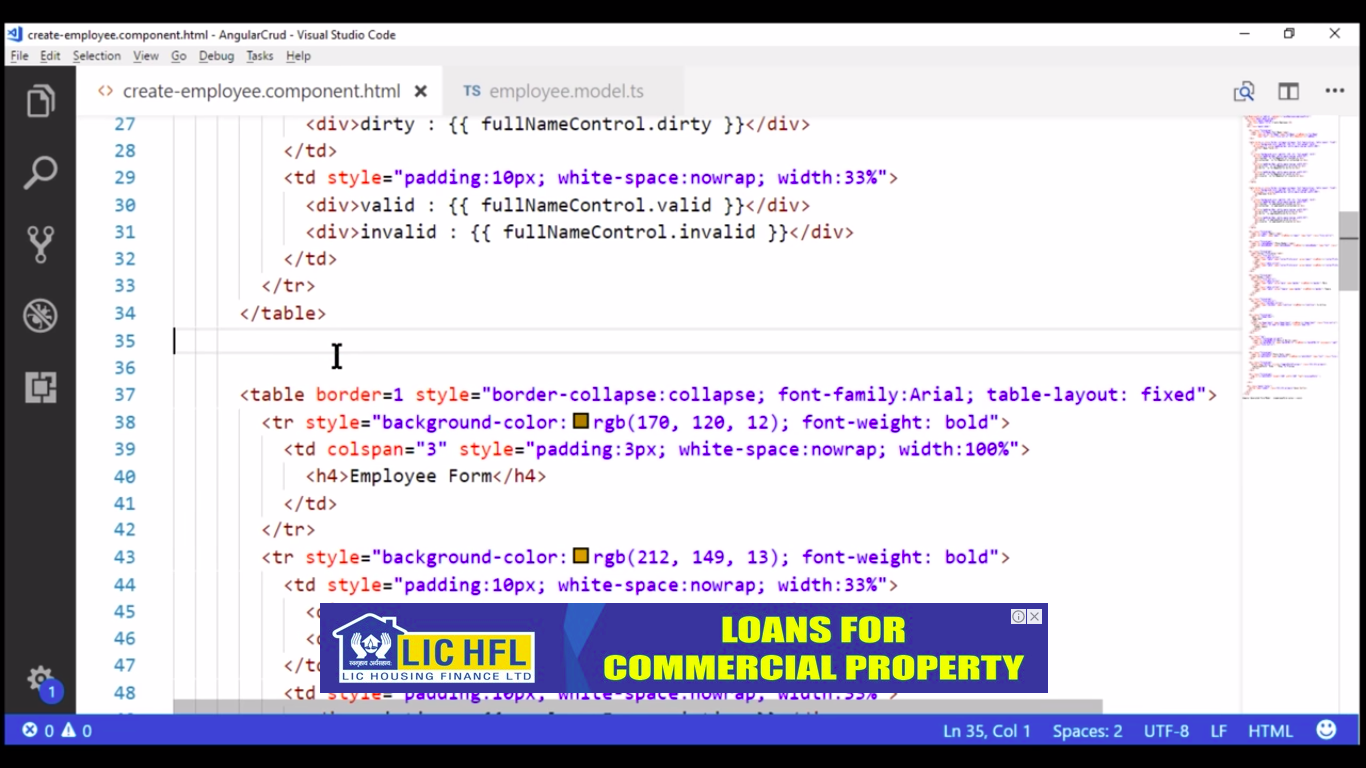 create-employee.component.html - AngularCrud - Visual Studio Code
File Edit Selection View Go Debug Tasks Help
<> create-employee.component.html TS employee.model.ts
27 <div>dirty : {{ fullNameControl.dirty }}</div>
28 </td>
29 <td style="padding:10px; white-space:nowrap; width:33%">
30 <div>valid : {{ fullNameControl.valid }}</div>
31 <div>invalid : {{ fullNameControl.invalid }}</div>
32 </td>
33 </tr>
34 </table>
35
36
37 <table border=1 style="border-collapse:collapse; font-family:Arial; table-layout: fixed">
38 <tr style="background-color: rgb(170, 120, 12); font-weight: bold">
39 <td colspan="3" style="padding:3px; white-space:nowrap; width:100%">
40 <h4>Employee Form</h4>
41 </td>
42 </tr>
43 <tr style="background-color: rgb(212, 149, 13); font-weight: bold">
44 <td style="padding:10px; white-space:nowrap; width:33%">
45
46
47
48 <td style="padding:10px; white-space:nowrap; width:33%">
LIC HFL
LIC HOUSING FINANCE LTD
LOANS FOR
COMMERCIAL PROPERTY
1
0 0 Ln 35, Col 1 Spaces: 2 UTF-8 LF HTML